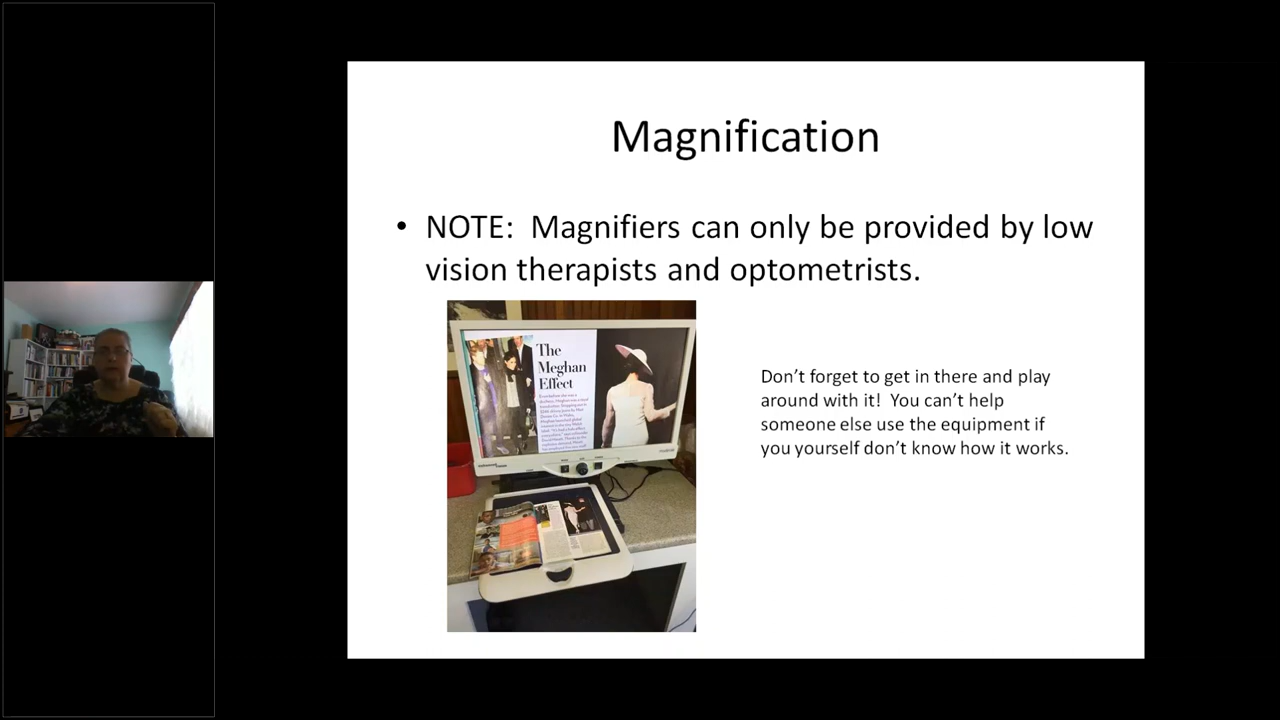 Magnification
• NOTE:  Magnifiers can only be provided by low
vision therapists and optometrists.
The
Meghan
Effect
Don’t forget to get in there and play
around with it!  You can’t help
someone else use the equipment if
you yourself don’t know how it works.